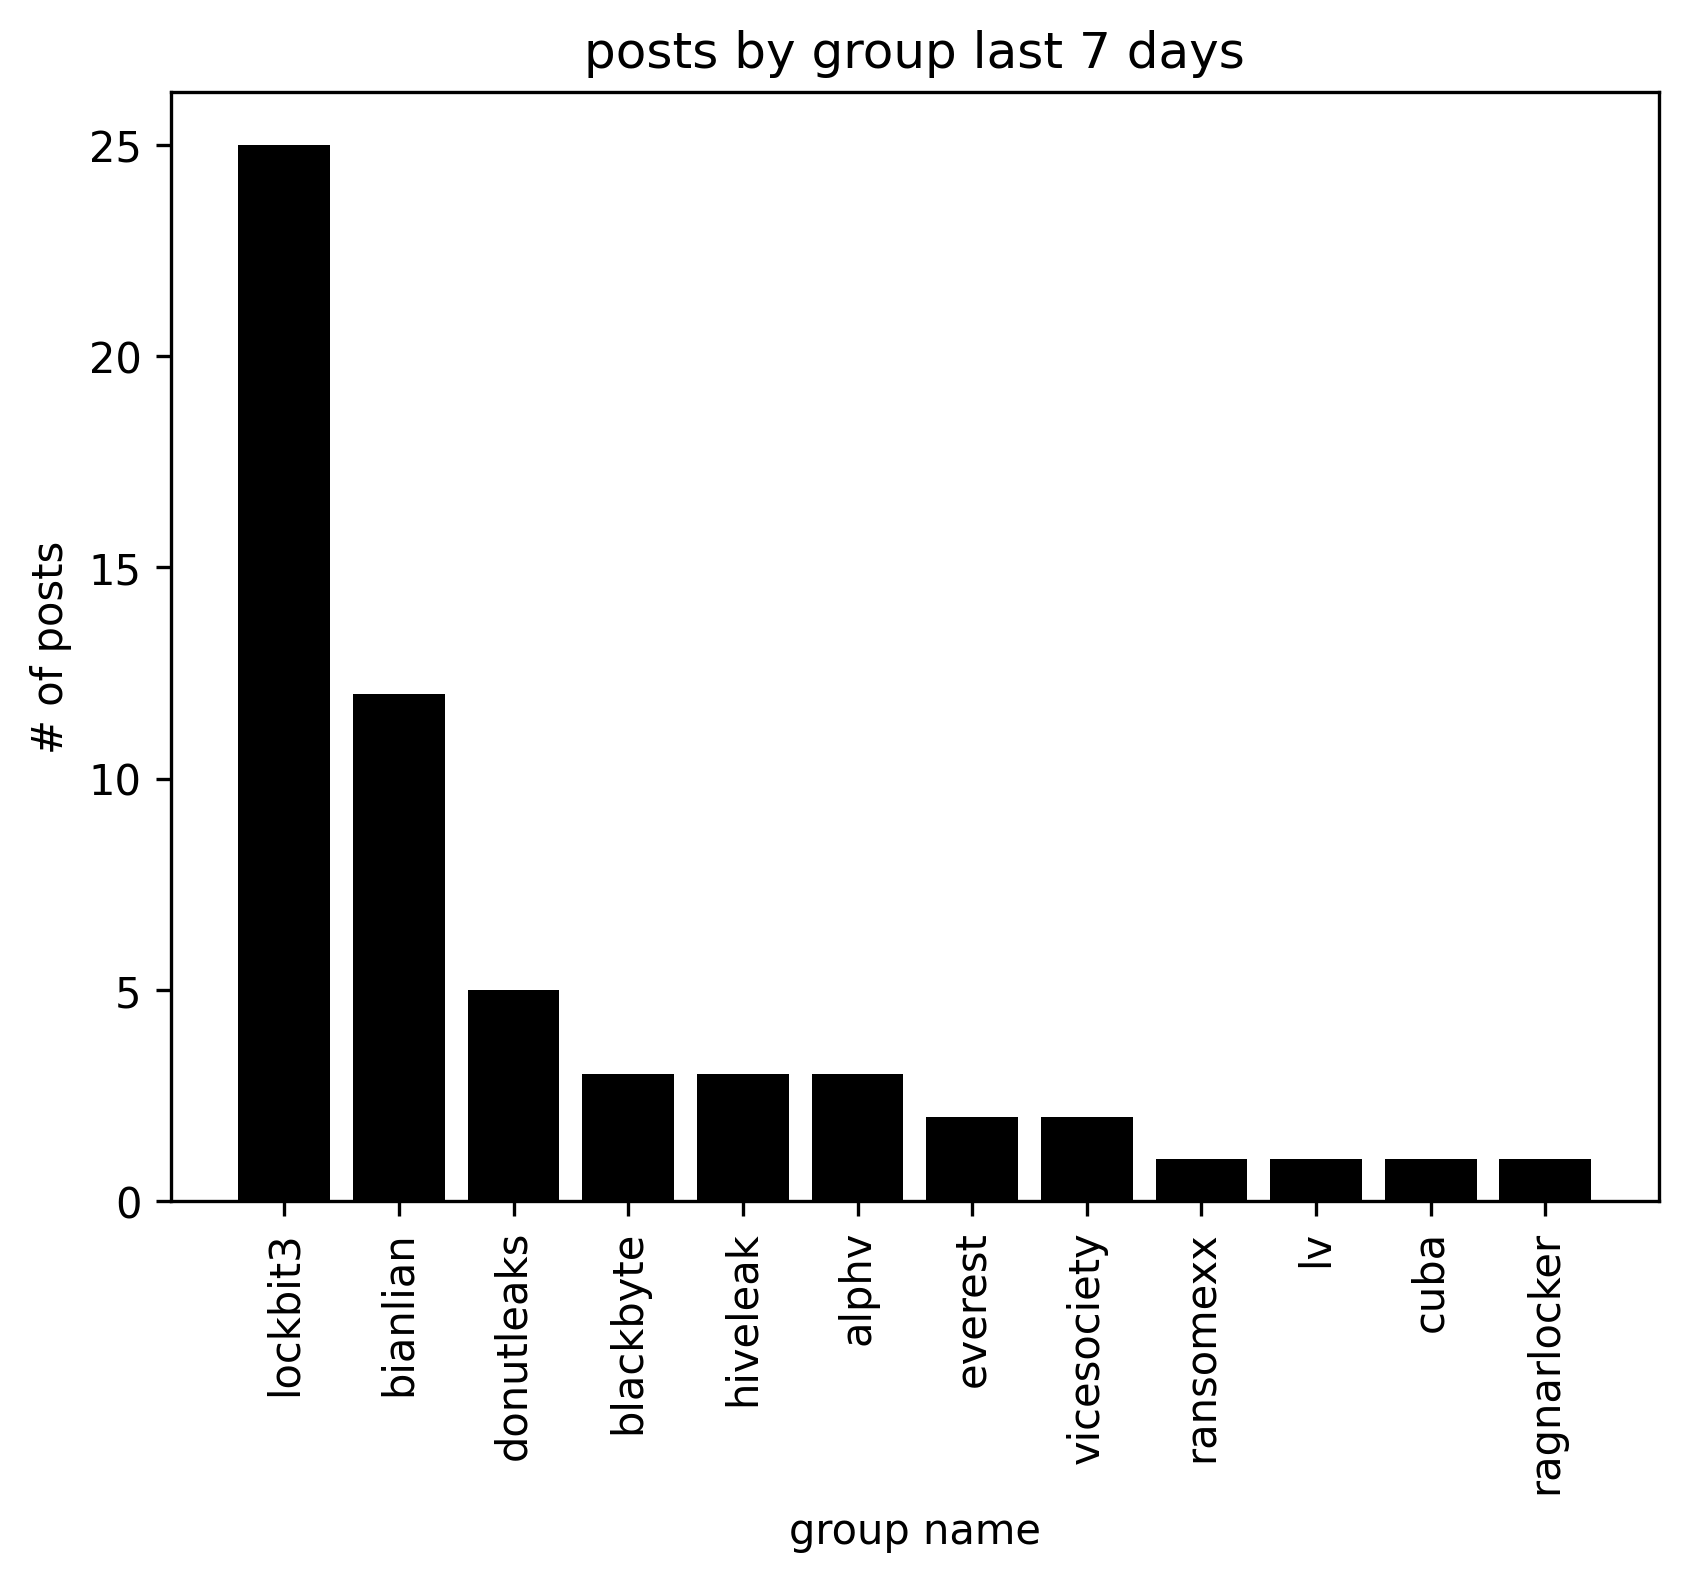 posts by group last 7 days
25
20
15
10
5
0
# of posts
lockbit3
bianlian
donutleaks
blackbyte
hiveleak
alphv
everest
vicesociety
ransomexx
lv
cuba
ragnarlocker
group name